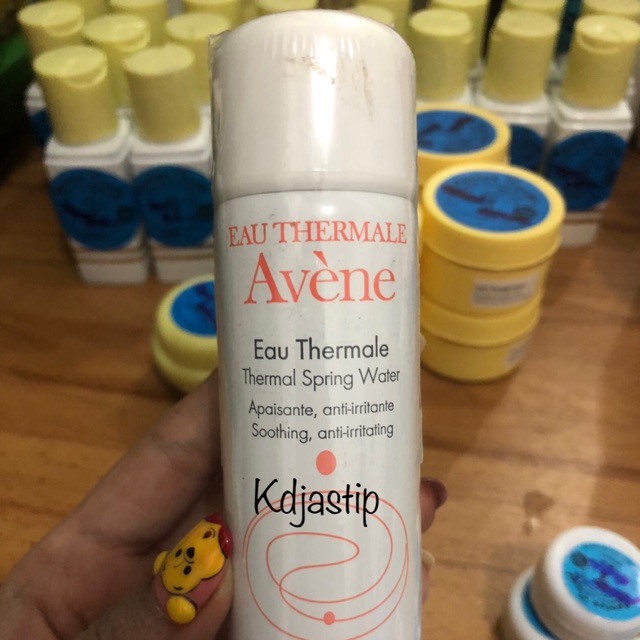 EAU THERMALE
Avène
Eau Thermale
Thermal Spring Water
Apaisante, anti-irritante
Soothing, anti-irritating
Kdjastip